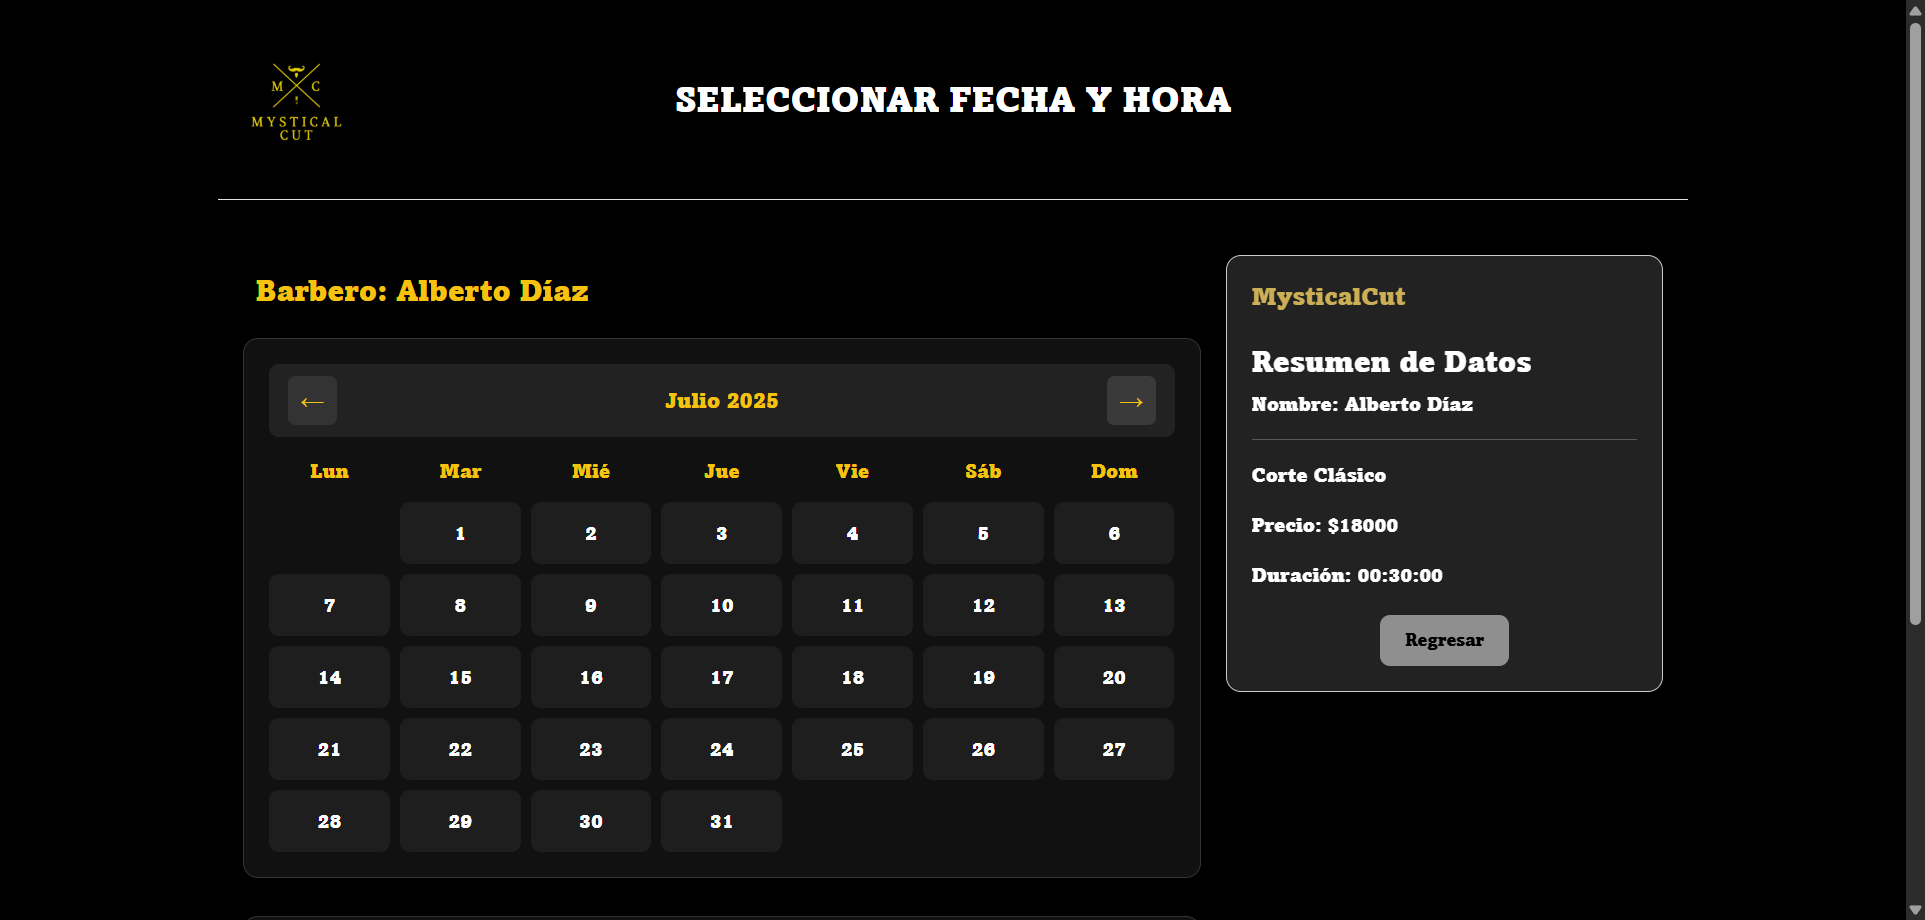 M C
MYSTICAL
CUT
SELECCIONAR FECHA Y HORA
Barbero: Alberto Díaz
← Julio 2025 →
Lun Mar Mié Jue Vie Sáb Dom
1 2 3 4 5 6
7 8 9 10 11 12 13
14 15 16 17 18 19 20
21 22 23 24 25 26 27
28 29 30 31
MysticalCut
Resumen de Datos
Nombre: Alberto Díaz
Corte Clásico
Precio: $18000
Duración: 00:30:00
Regresar